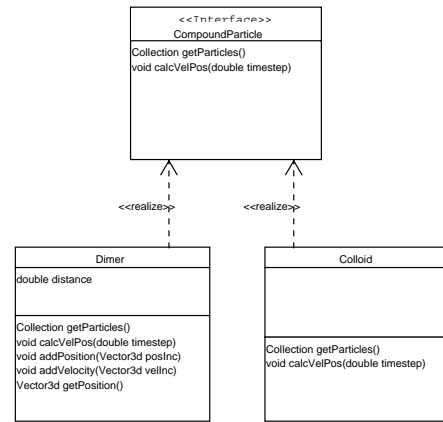 <<Interface>>
CompoundParticle
Collection getParticles()
void calcVelPos(double timestep)
<<realize>>
<<realize>>
Dimer
double distance
Collection getParticles()
void calcVelPos(double timestep)
void addPosition(Vector3d posInc)
void addVelocity(Vector3d velInc)
Vector3d getPosition()
Colloid
Collection getParticles()
void calcVelPos(double timestep)